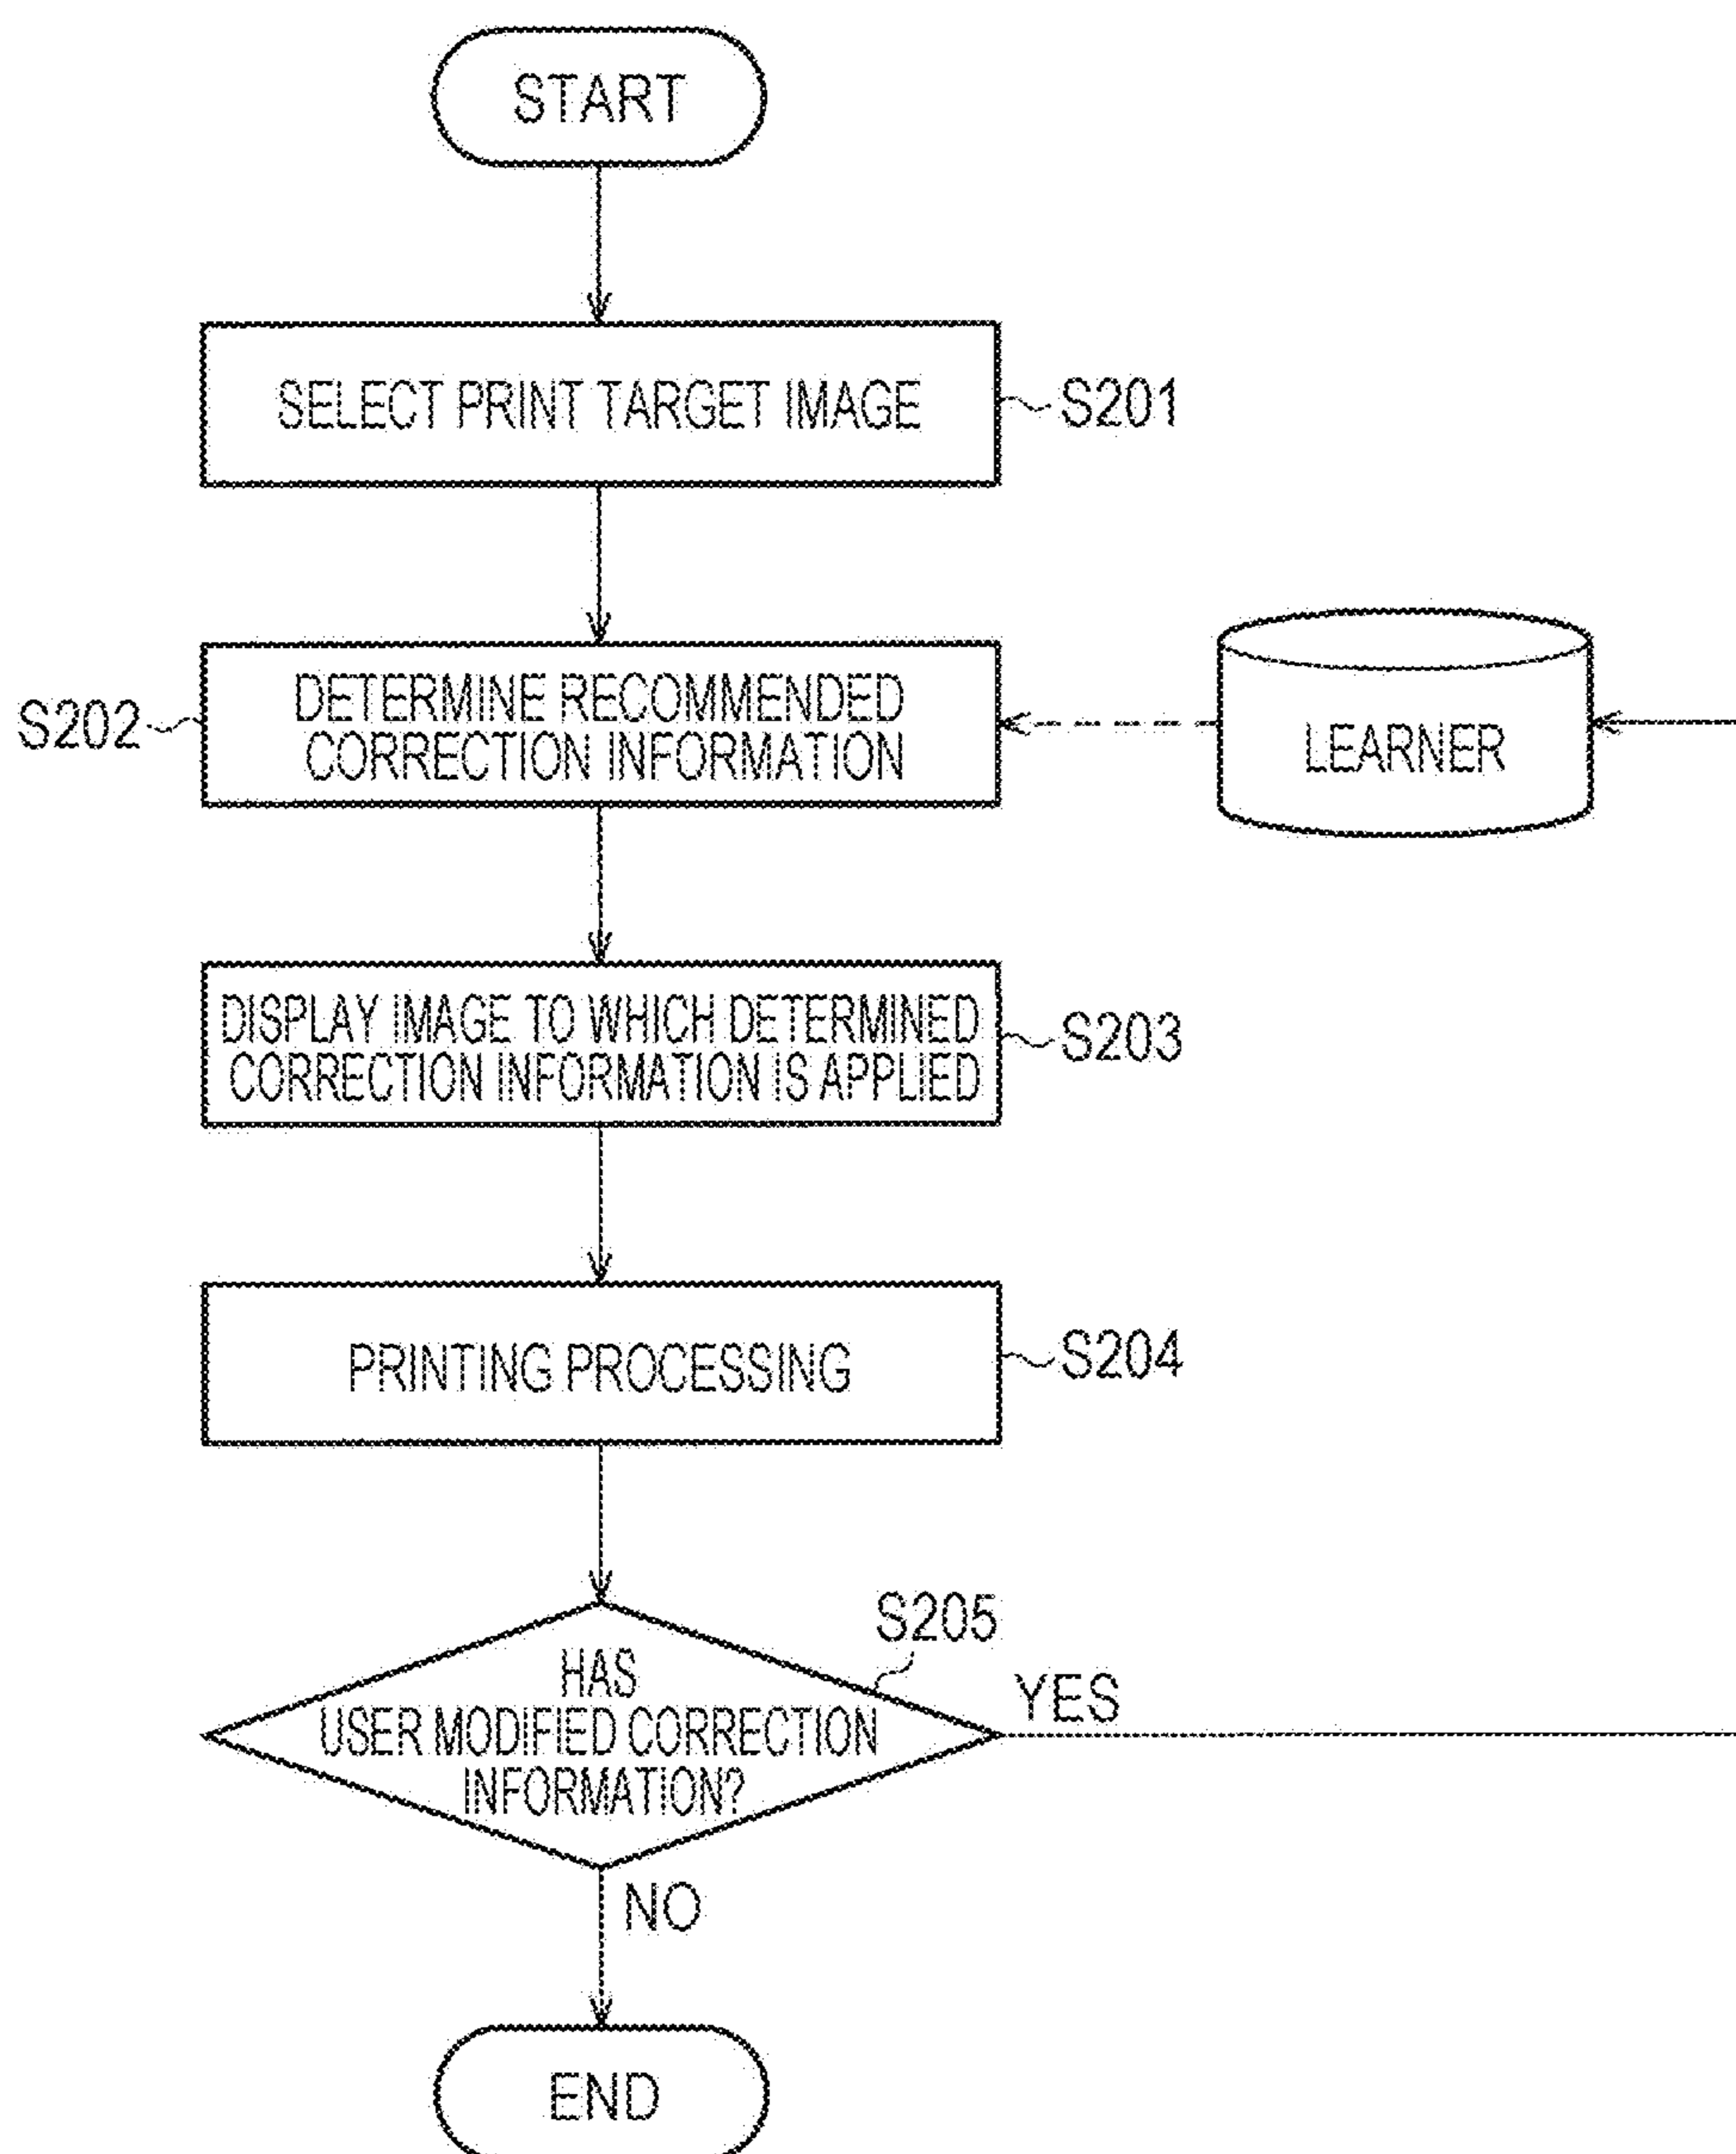 START
SELECT PRINT TARGET IMAGE
S201
S202
DETERMINE RECOMMENDED
CORRECTION INFORMATION
LEARNER
DISPLAY IMAGE TO WHICH DETERMINED
CORRECTION INFORMATION IS APPLIED
S203
PRINTING PROCESSING
S204
S205
HAS
USER MODIFIED CORRECTION
INFORMATION?
YES
NO
END